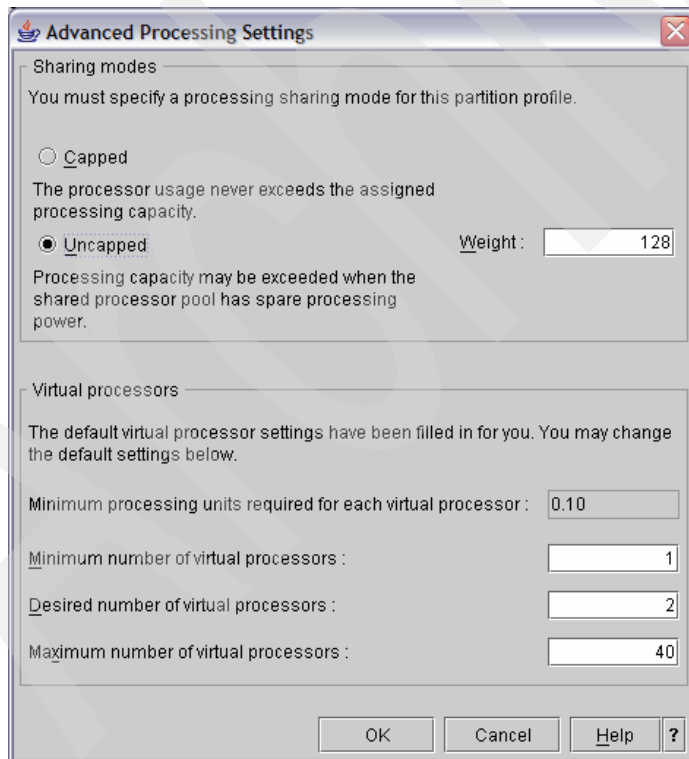 Advanced Processing Settings
Sharing modes
You must specify a processing sharing mode for this partition profile.
Capped
The processor usage never exceeds the assigned
processing capacity.
Uncapped
Weight : 128
Processing capacity may be exceeded when the
shared processor pool has spare processing
power.
Virtual processors
The default virtual processor settings have been filled in for you. You may change
the default settings below.
Minimum processing units required for each virtual processor : 0.10
Minimum number of virtual processors : 1
Desired number of virtual processors : 2
Maximum number of virtual processors : 40
OK Cancel Help ?